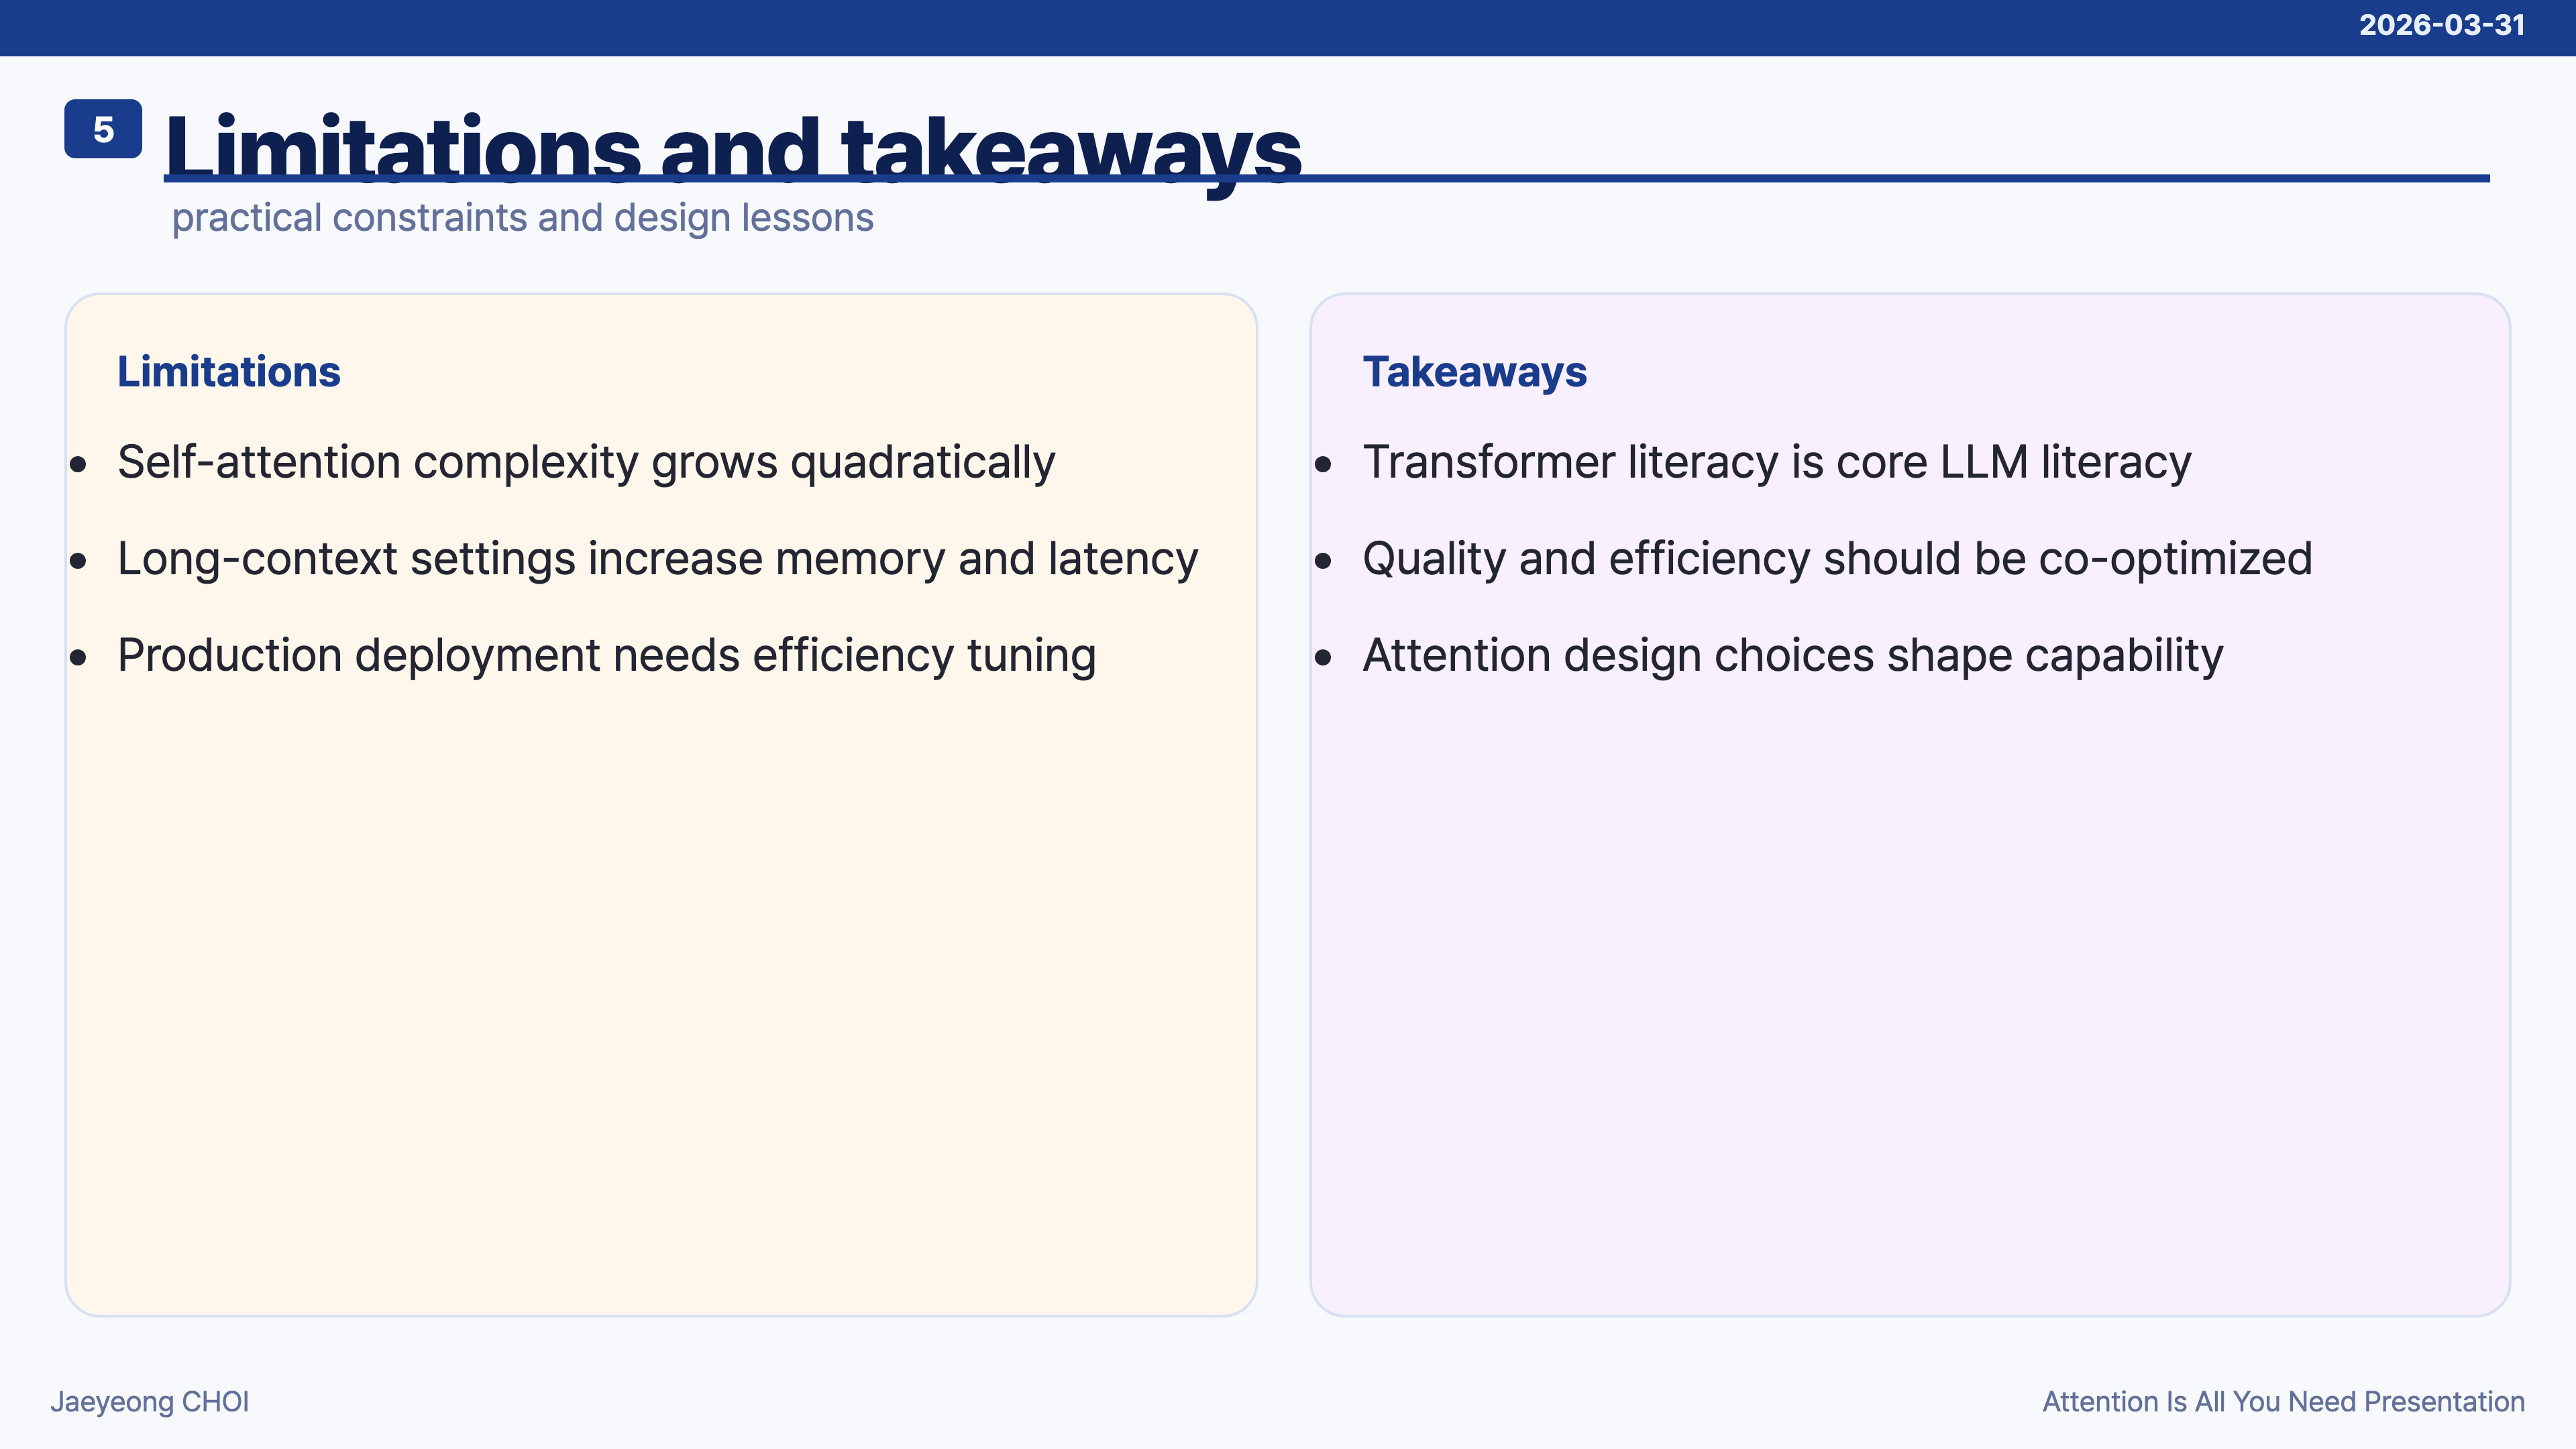 2026-03-31
5
Limitations and takeaways
practical constraints and design lessons
Limitations
• Self-attention complexity grows quadratically
• Long-context settings increase memory and latency
• Production deployment needs efficiency tuning
Takeaways
• Transformer literacy is core LLM literacy
• Quality and efficiency should be co-optimized
• Attention design choices shape capability
Jaeyeong CHOI
Attention Is All You Need Presentation